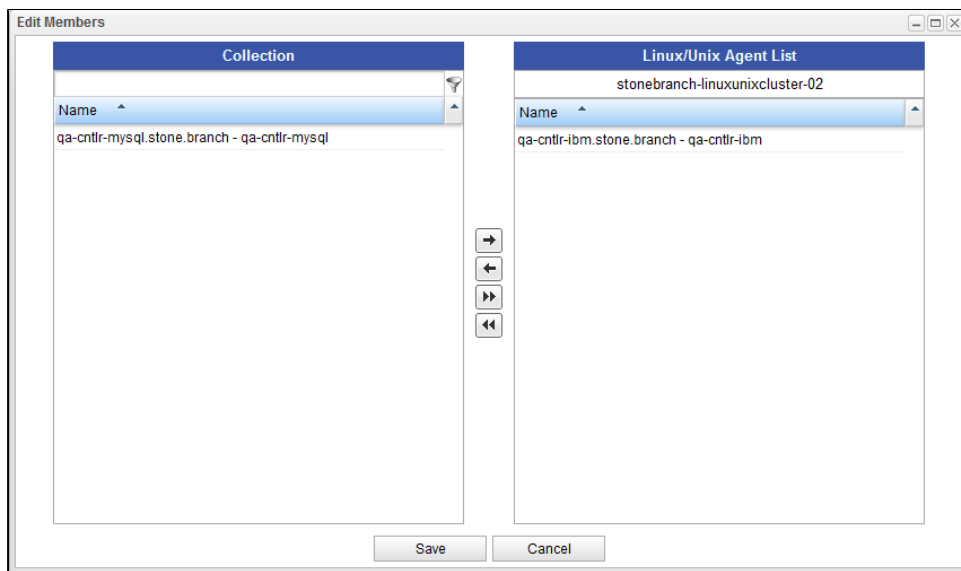 Edit Members
Collection
Name
qa-cntlr-mysql.stone.branch - qa-cntlr-mysql
Linux/Unix Agent List
stonebranch-linuxunixcluster-02
Name
qa-cntlr-ibm.stone.branch - qa-cntlr-ibm
Save
Cancel